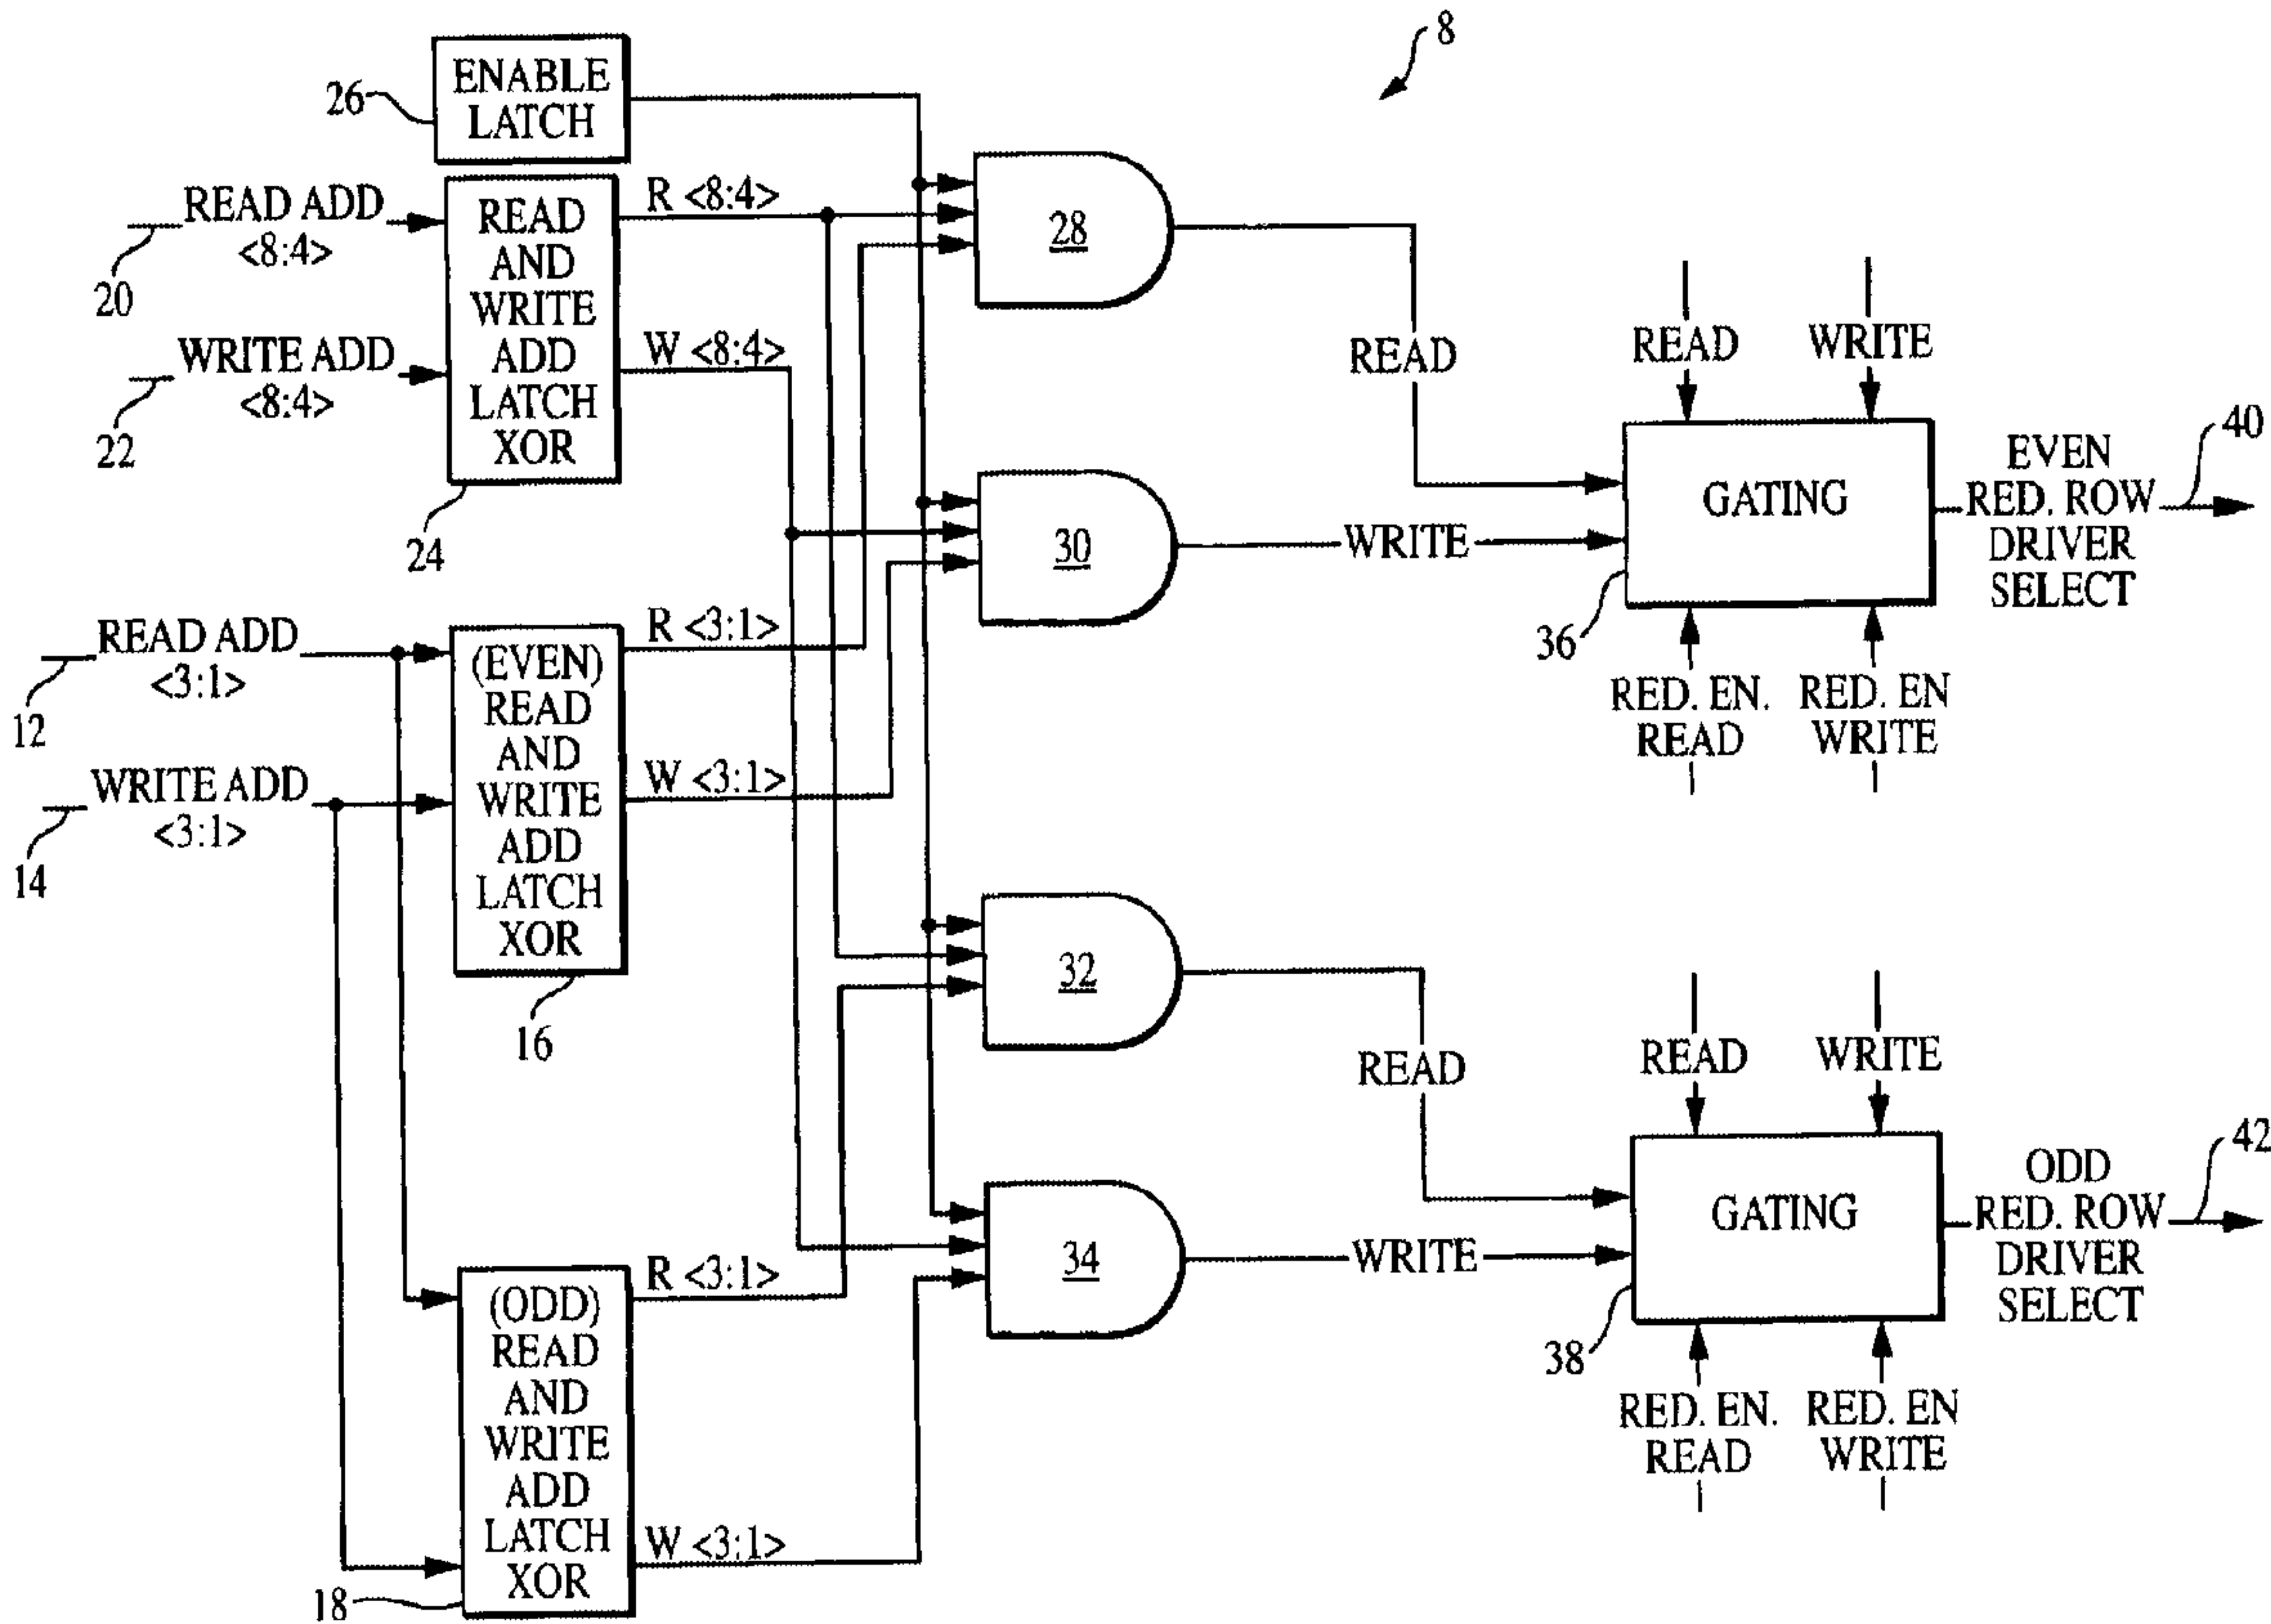 8
26
ENABLE
LATCH
READ ADD
<8:4>
20
WRITE ADD
<8:4>
22
READ
AND
WRITE
ADD
LATCH
XOR
24
R <8:4>
W <8:4>
28
READ
30
WRITE
READ
WRITE
GATING
36
RED. EN.
READ
RED. EN
WRITE
EVEN
RED. ROW
DRIVER
SELECT
40
READ ADD
<3:1>
12
WRITE ADD
<3:1>
14
(EVEN)
READ
AND
WRITE
ADD
LATCH
XOR
16
R <3:1>
W <3:1>
32
READ
34
WRITE
READ
WRITE
GATING
38
RED. EN.
READ
RED. EN
WRITE
ODD
RED. ROW
DRIVER
SELECT
42
(ODD)
READ
AND
WRITE
ADD
LATCH
XOR
18
R <3:1>
W <3:1>